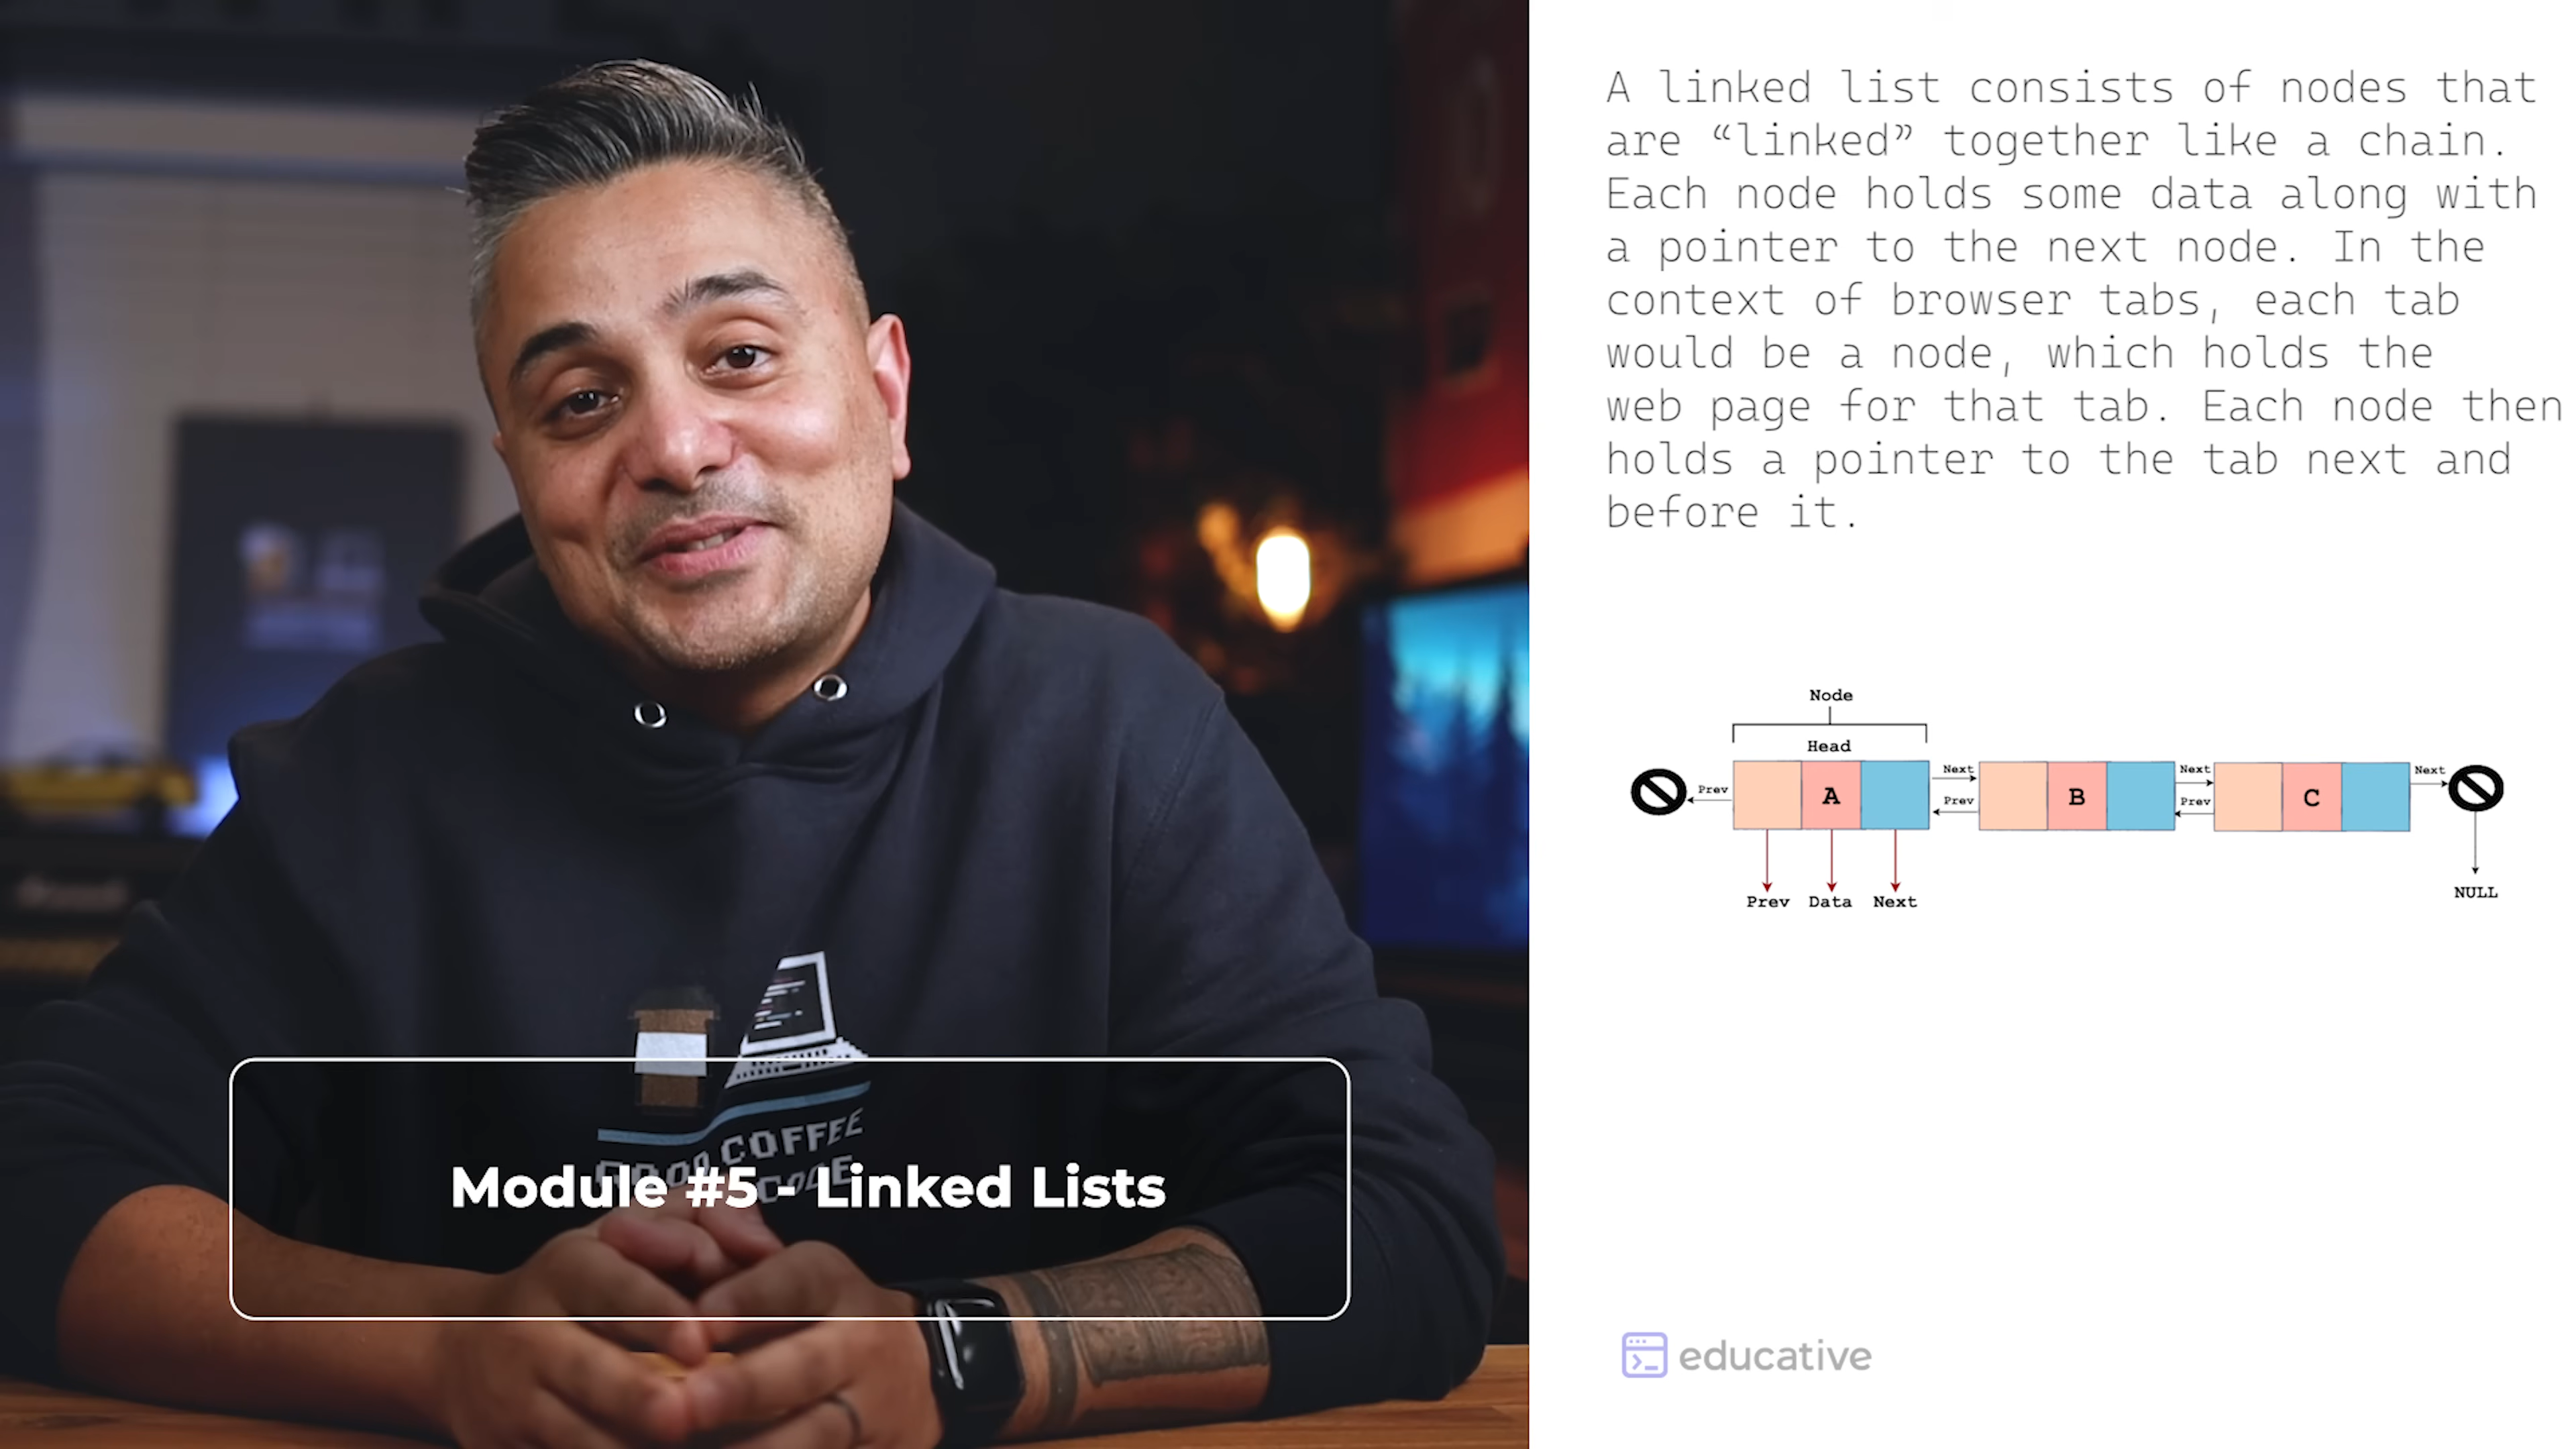 A linked list consists of nodes that
are “linked” together like a chain.
Each node holds some data along with
a pointer to the next node. In the
context of browser tabs, each tab
would be a node, which holds the
web page for that tab. Each node then
holds a pointer to the tab next and
before it.
Node
Head
Prev
A
Next
Prev
B
Next
Prev
C
Next
Prev
Data
Next
NULL
COFFEE
Module #5 - Linked Lists
educative